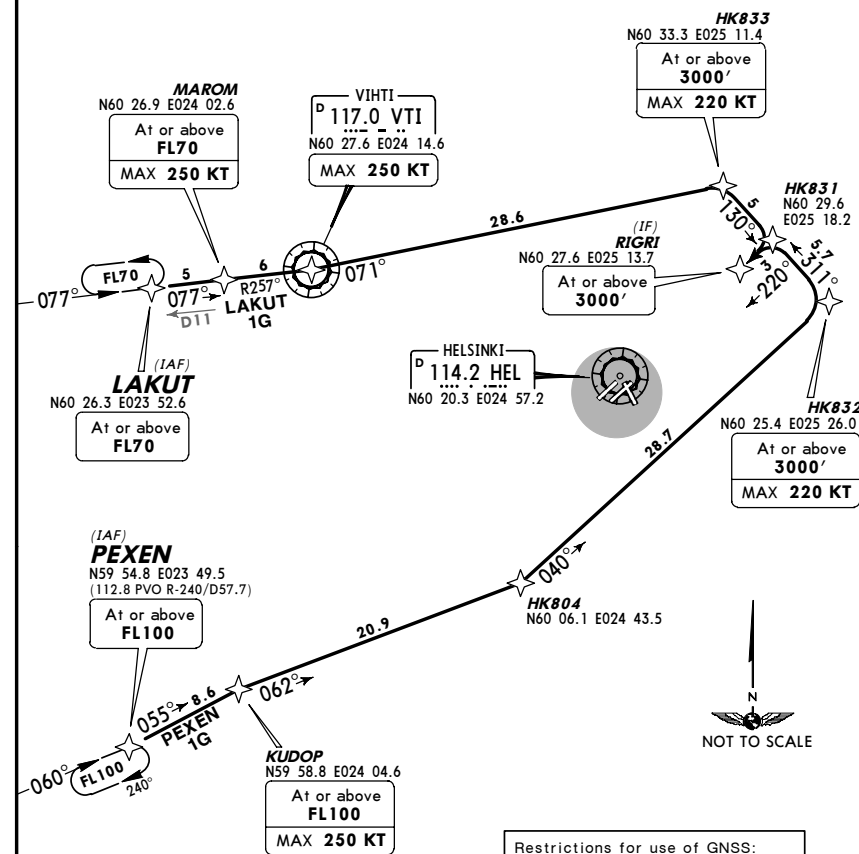 HK833
N60 33.3 E025 11.4
At or above
3000′
MAX 220 KT
MAROM
N60 26.9 E024 02.6
At or above
FL70
MAX 250 KT
VIHTI
D 117.0 VTI
N60 27.6 E024 14.6
MAX 250 KT
HK831
N60 29.6
E025 18.2
5
130°
28.6
(IF)
RIGRI
N60 27.6 E025 13.7
At or above
3000′
3
220°
5.7
311°
FL70
077°
5
077°
6
R257°
LAKUT
1G
D11
071°
(IAF)
LAKUT
N60 26.3 E023 52.6
At or above
FL70
HELSINKI
D 114.2 HEL
N60 20.3 E024 57.2
HK832
N60 25.4 E025 26.0
At or above
3000′
MAX 220 KT
28.7
(IAF)
PEXEN
N59 54.8 E023 49.5
(112.8 PVO R-240/D57.7)
At or above
FL100
040°
HK804
N60 06.1 E024 43.5
20.9
055°
8.6
PEXEN
1G
062°
060°
FL100
240°
KUDOP
N59 58.8 E024 04.6
At or above
FL100
MAX 250 KT
N
NOT TO SCALE
Restrictions for use of GNSS: